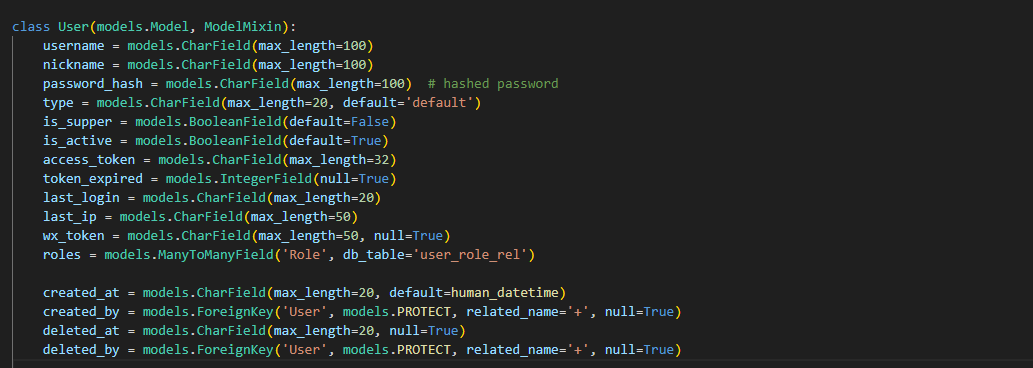 class User(models.Model, ModelMixin):
    username = models.CharField(max_length=100)
    nickname = models.CharField(max_length=100)
    password_hash = models.CharField(max_length=100)  # hashed password
    type = models.CharField(max_length=20, default='default')
    is_supper = models.BooleanField(default=False)
    is_active = models.BooleanField(default=True)
    access_token = models.CharField(max_length=32)
    token_expired = models.IntegerField(null=True)
    last_login = models.CharField(max_length=20)
    last_ip = models.CharField(max_length=50)
    wx_token = models.CharField(max_length=50, null=True)
    roles = models.ManyToManyField('Role', db_table='user_role_rel')

    created_at = models.CharField(max_length=20, default=human_datetime)
    created_by = models.ForeignKey('User', models.PROTECT, related_name='+', null=True)
    deleted_at = models.CharField(max_length=20, null=True)
    deleted_by = models.ForeignKey('User', models.PROTECT, related_name='+', null=True)